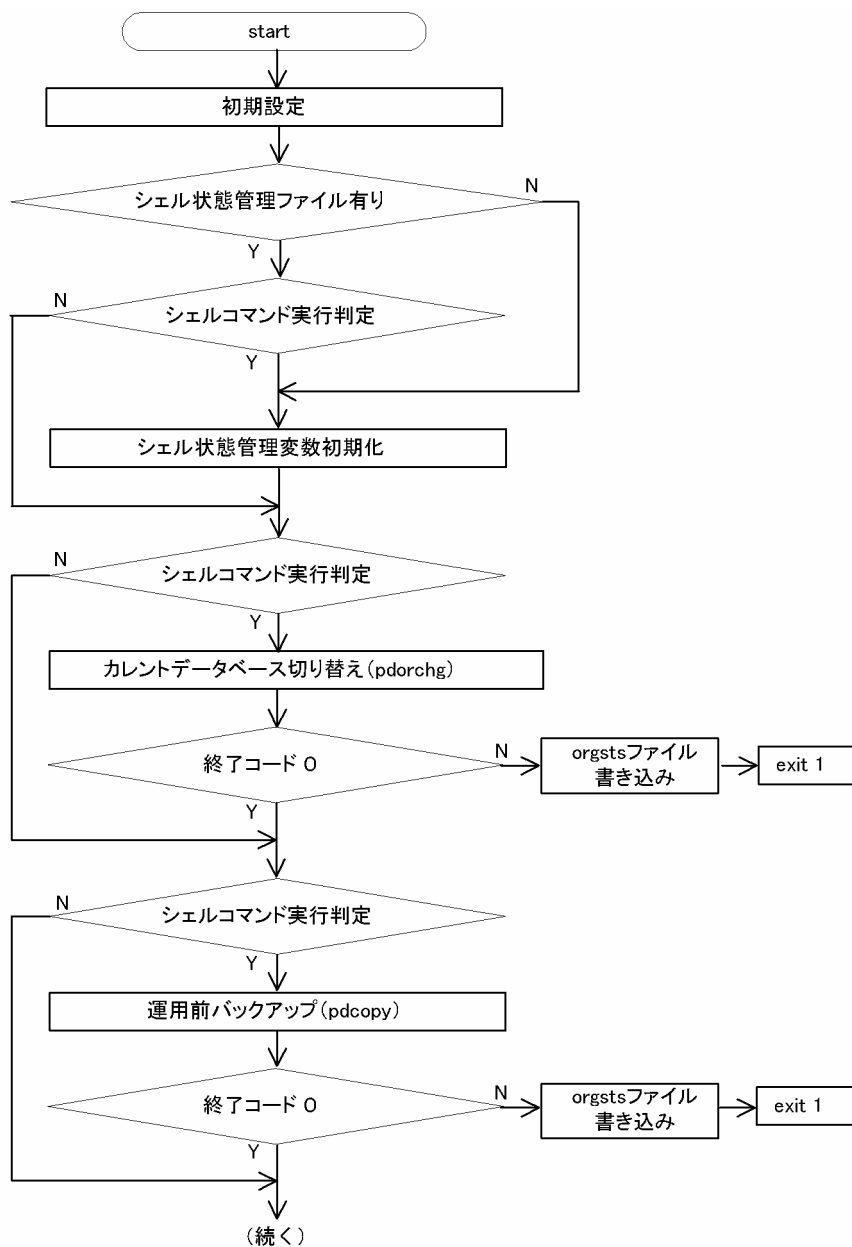 start
初期設定
シェル状態管理ファイル有り
N
Y
シェルコマンド実行判定
N
Y
シェル状態管理変数初期化
シェルコマンド実行判定
N
Y
カレントデータベース切り替え(pdorchg)
終了コード 0
N
orgstsファイル
書き込み
exit 1
Y
シェルコマンド実行判定
N
Y
運用前バックアップ(pdcopy)
終了コード 0
N
orgstsファイル
書き込み
exit 1
Y
(続く)